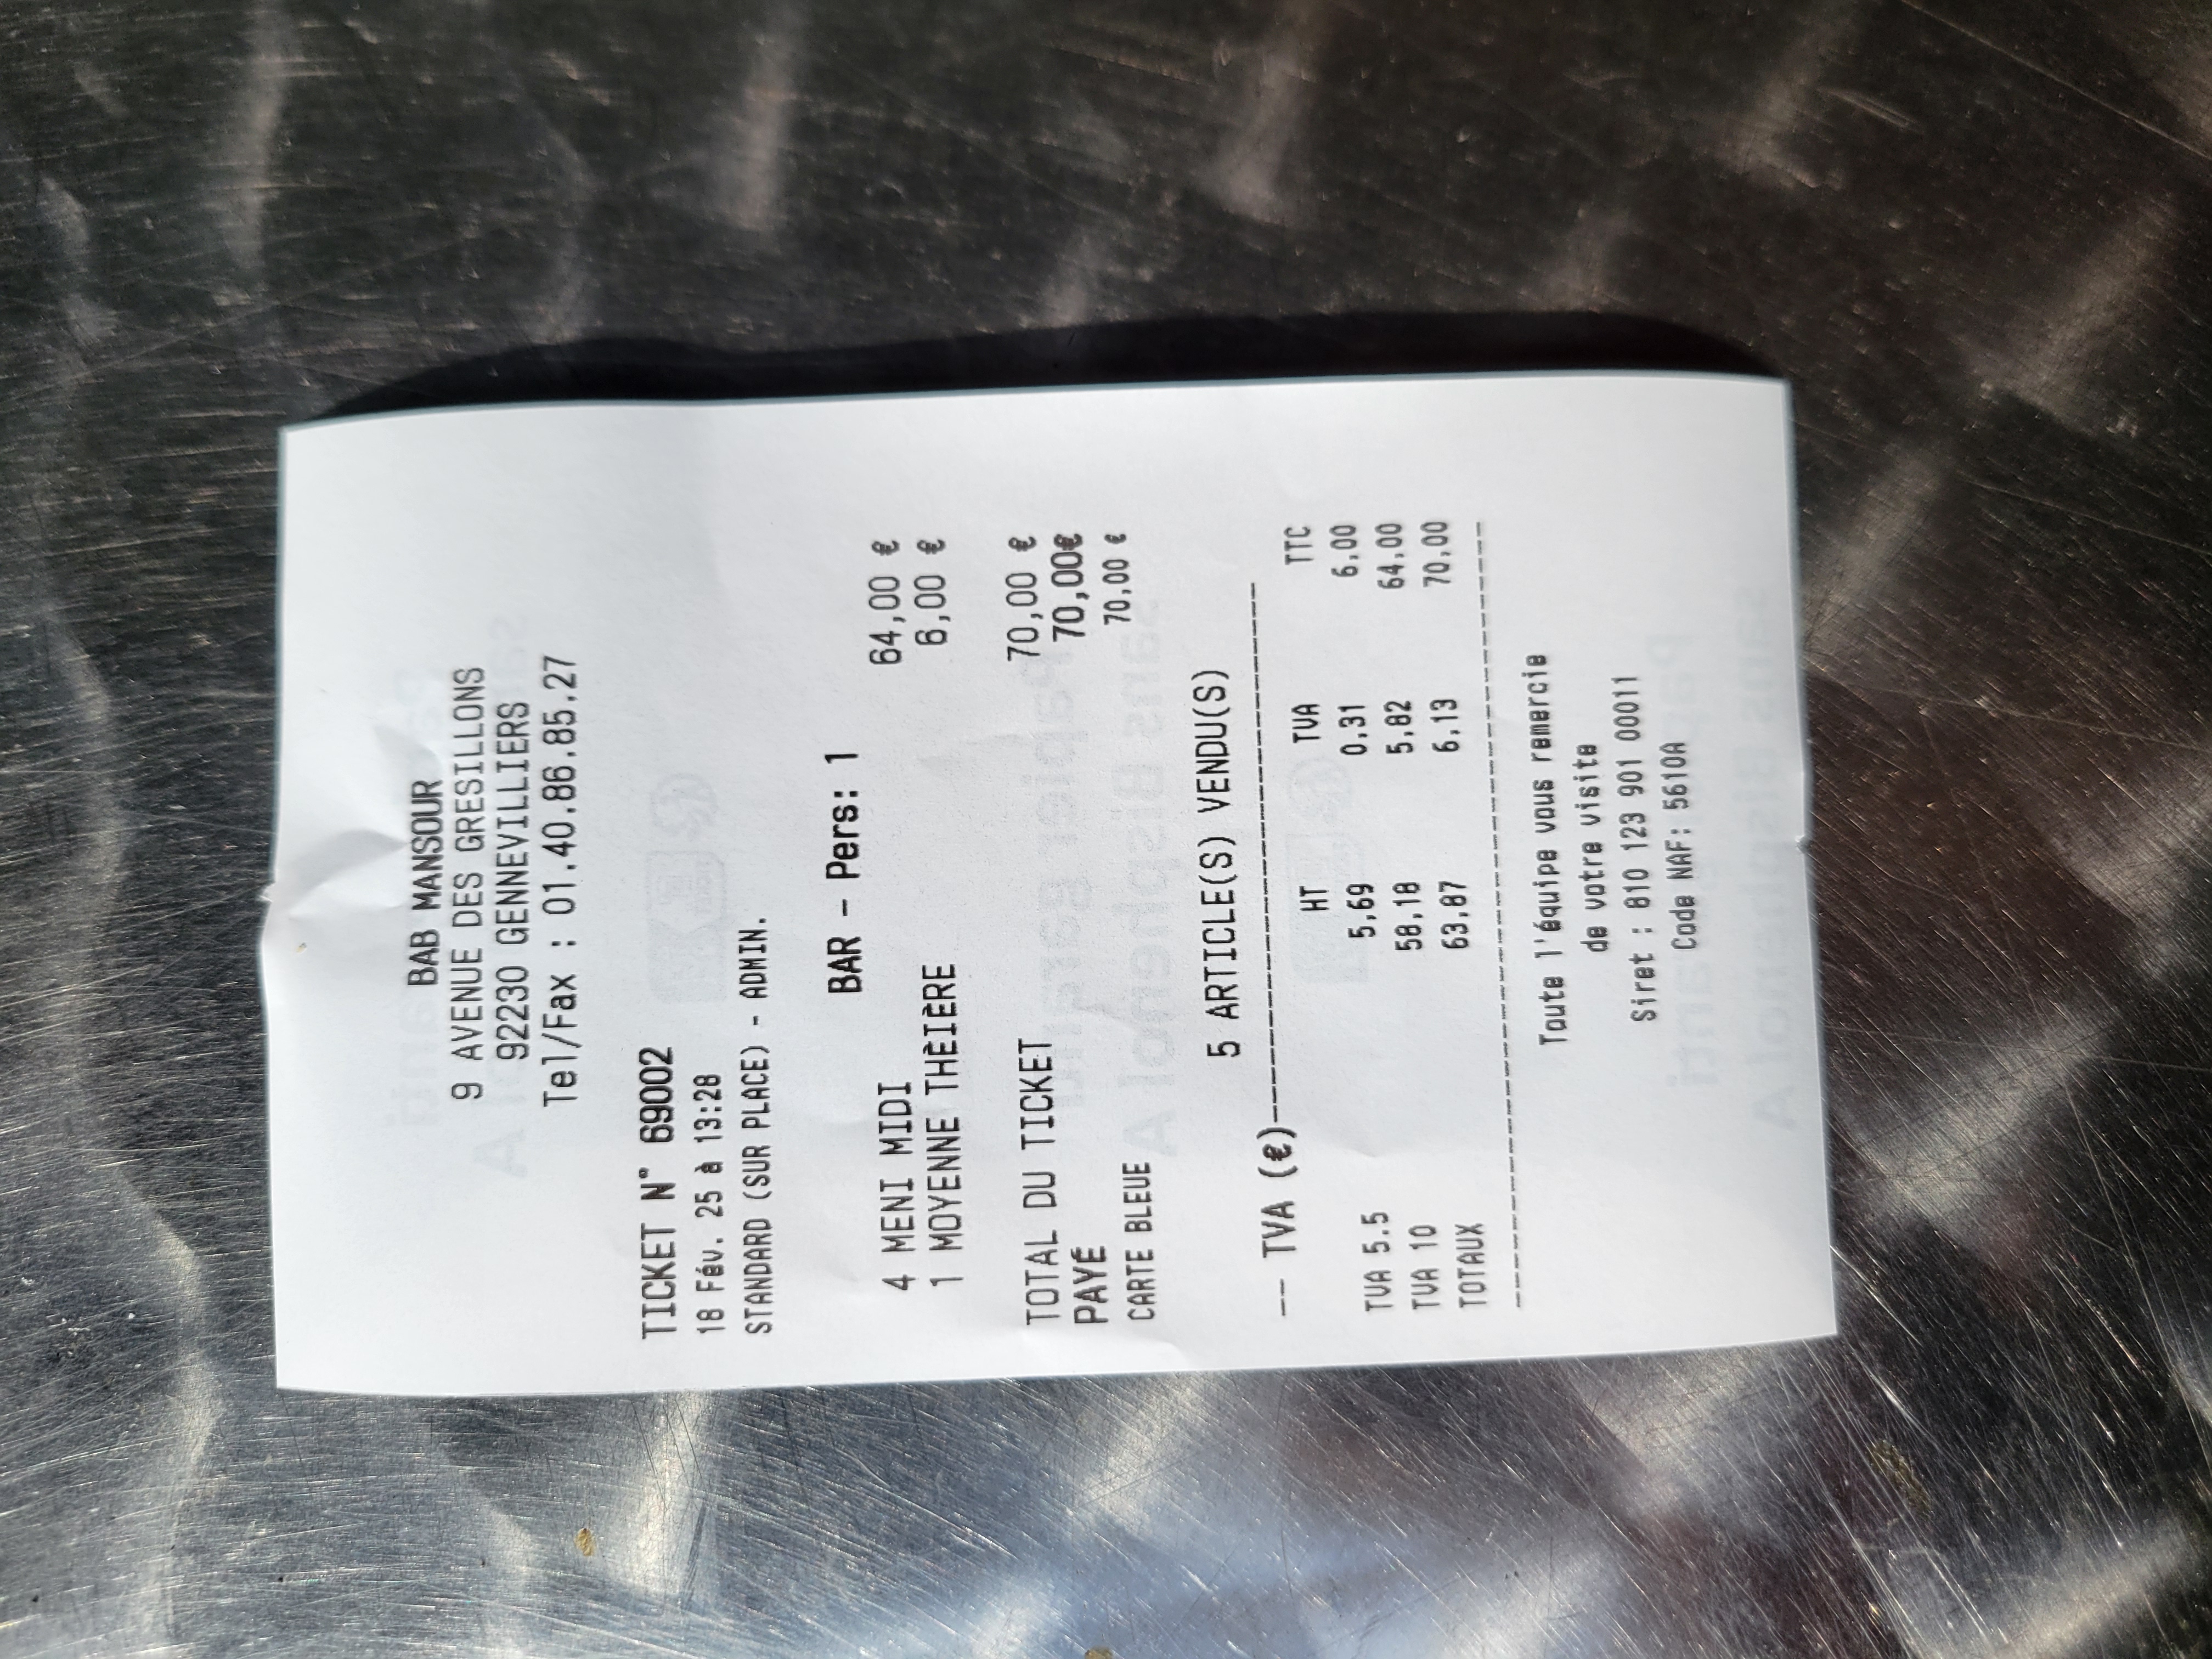 BAB MANSOUR
9 AVENUE DES GRESILLONS
92230 GENNEVILLIERS
Tel/Fax : 01.40.86.85.27
TICKET N° 69002
18 Fév. 25 à 13:28
STANDARD (SUR PLACE) - ADMIN.
BAR - Pers: 1
4 MENI MIDI 64,00 €
1 MOYENNE THÈIÈRE 6,00 €
TOTAL DU TICKET 70,00 €
PAYÉ 70,00€
CARTE BLEUE 70,00 €
5 ARTICLE(S) VENDU(S)
-- TVA (€)----------------------------
HT TVA TTC
TVA 5.5 5,69 0,31 6,00
TVA 10 58,18 5,82 64,00
TOTAUX 63,87 6,13 70,00
------------------------------------------
Toute l'équipe vous remercie
de votre visite
Siret : 810 123 901 00011
Code NAF: 5610A